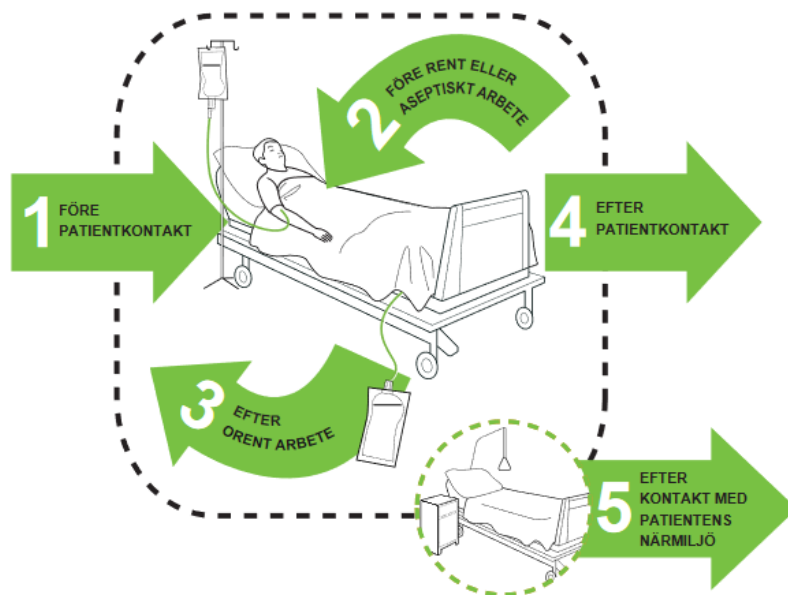 1 FÖRE
PATIENTKONTAKT
2 FÖRE RENT ELLER
ASEPTISKT ARBETE
3 EFTER
ORENT ARBETE
4 EFTER
PATIENTKONTAKT
5 EFTER
KONTAKT MED
PATIENTENS
NÄRMILJÖ